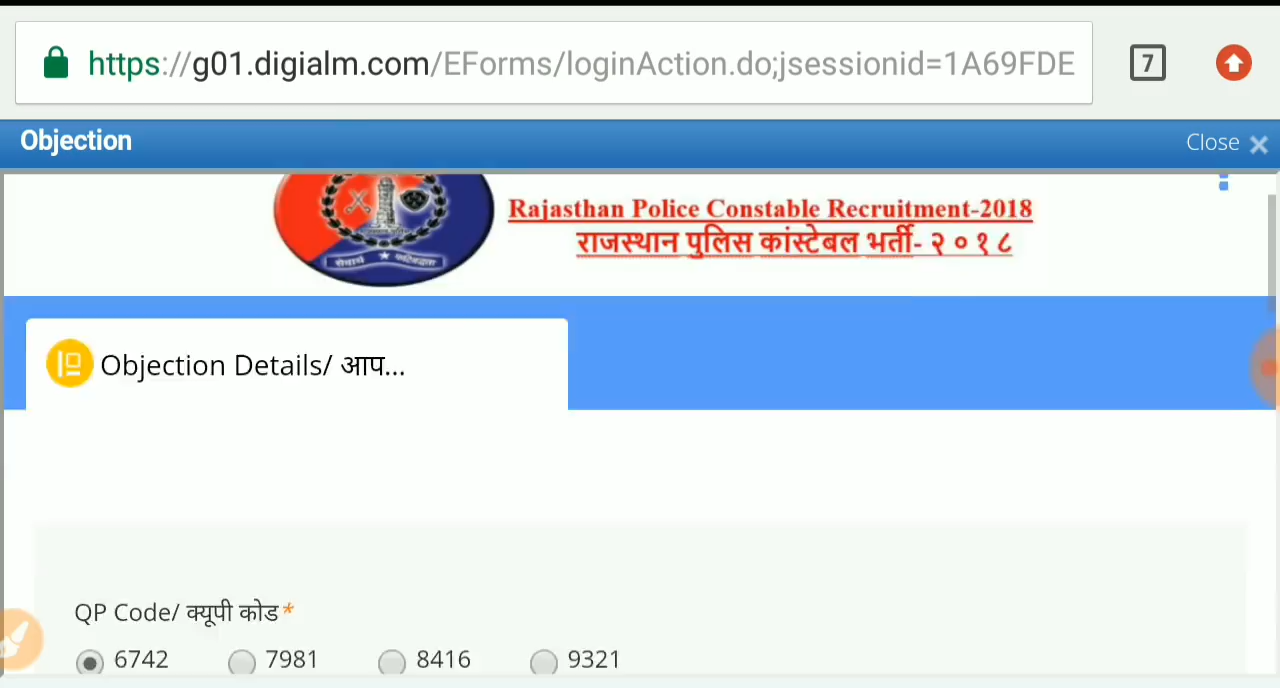 https://g01.digialm.com/EForms/loginAction.do;jsessionid=1A69FDE
7
Objection
Close ×
Rajasthan Police Constable Recruitment-2018
राजस्थान पुलिस कांस्टेबल भर्ती- २०१८
Objection Details/ आप...
QP Code/ क्यूपी कोड*
6742 7981 8416 9321